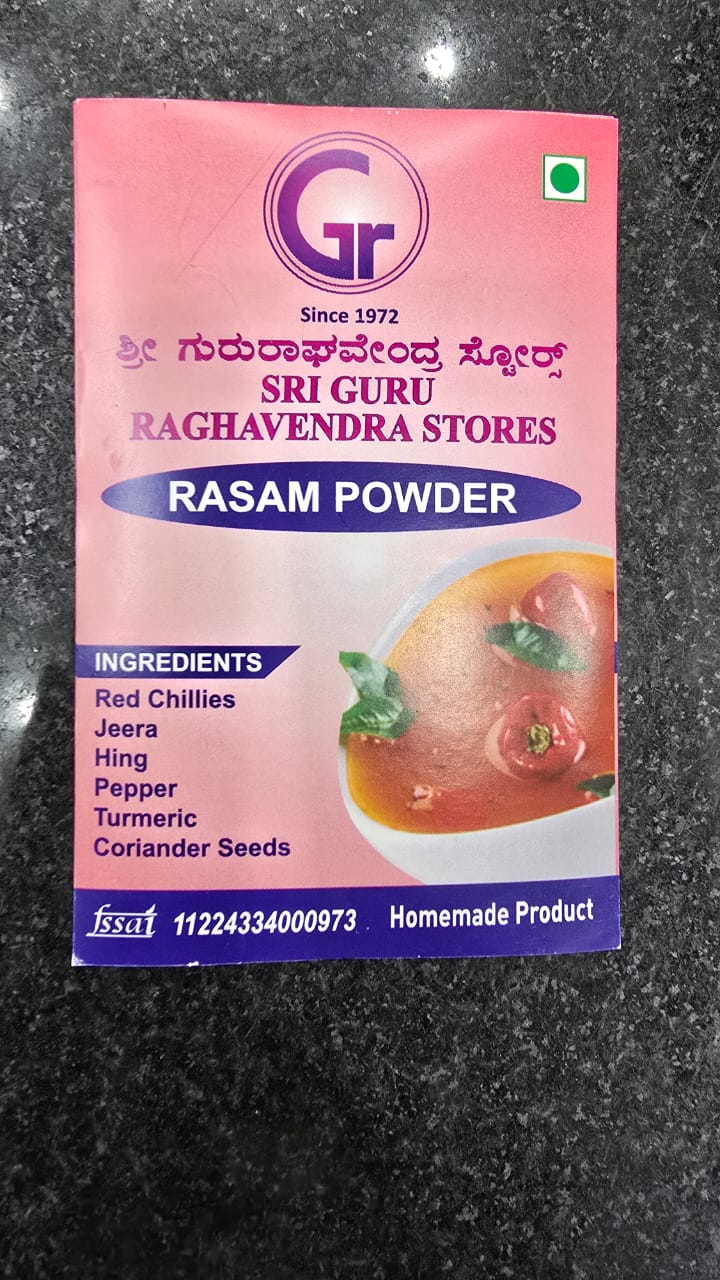 Gr
Since 1972
ಶ್ರೀ ಗುರುರಾಘವೇಂದ್ರ ಸ್ಟೋರ್ಸ್
SRI GURU
RAGHAVENDRA STORES
RASAM POWDER
INGREDIENTS
Red Chillies
Jeera
Hing
Pepper
Turmeric
Coriander Seeds
fssai 11224334000973 Homemade Product